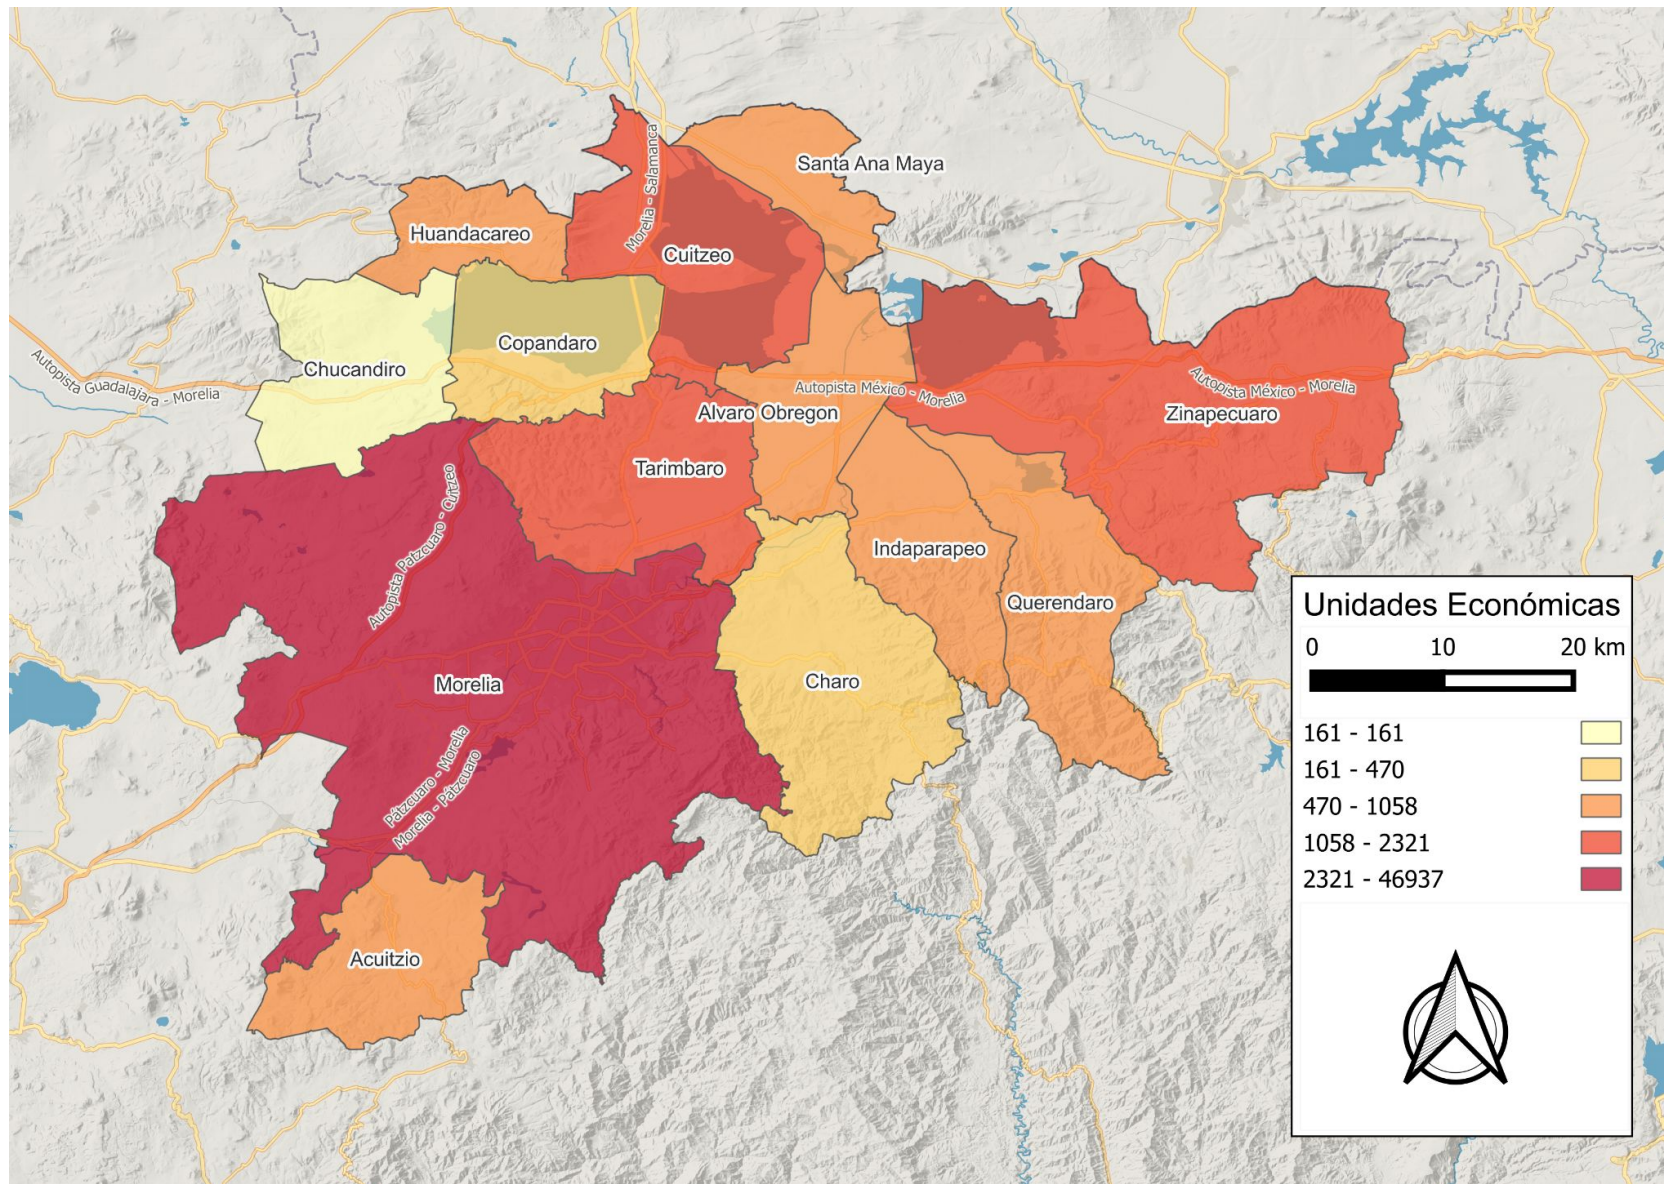 Santa Ana Maya
Morelia - Salamanca
Huandacareo
Cuitzeo
Copandaro
Chucandiro
Autopista Guadalajara - Morelia
Autopista México - Morelia
Autopista México - Morelia
Alvaro Obregon
Zinapecuaro
Tarimbaro
Autopista Patzcuaro - Cuitzeo
Indaparapeo
Querendaro
Morelia
Charo
Pátzcuaro - Morelia
Morelia - Pátzcuaro
Acuitzio
Unidades Económicas
0 10 20 km
161 - 161
161 - 470
470 - 1058
1058 - 2321
2321 - 46937